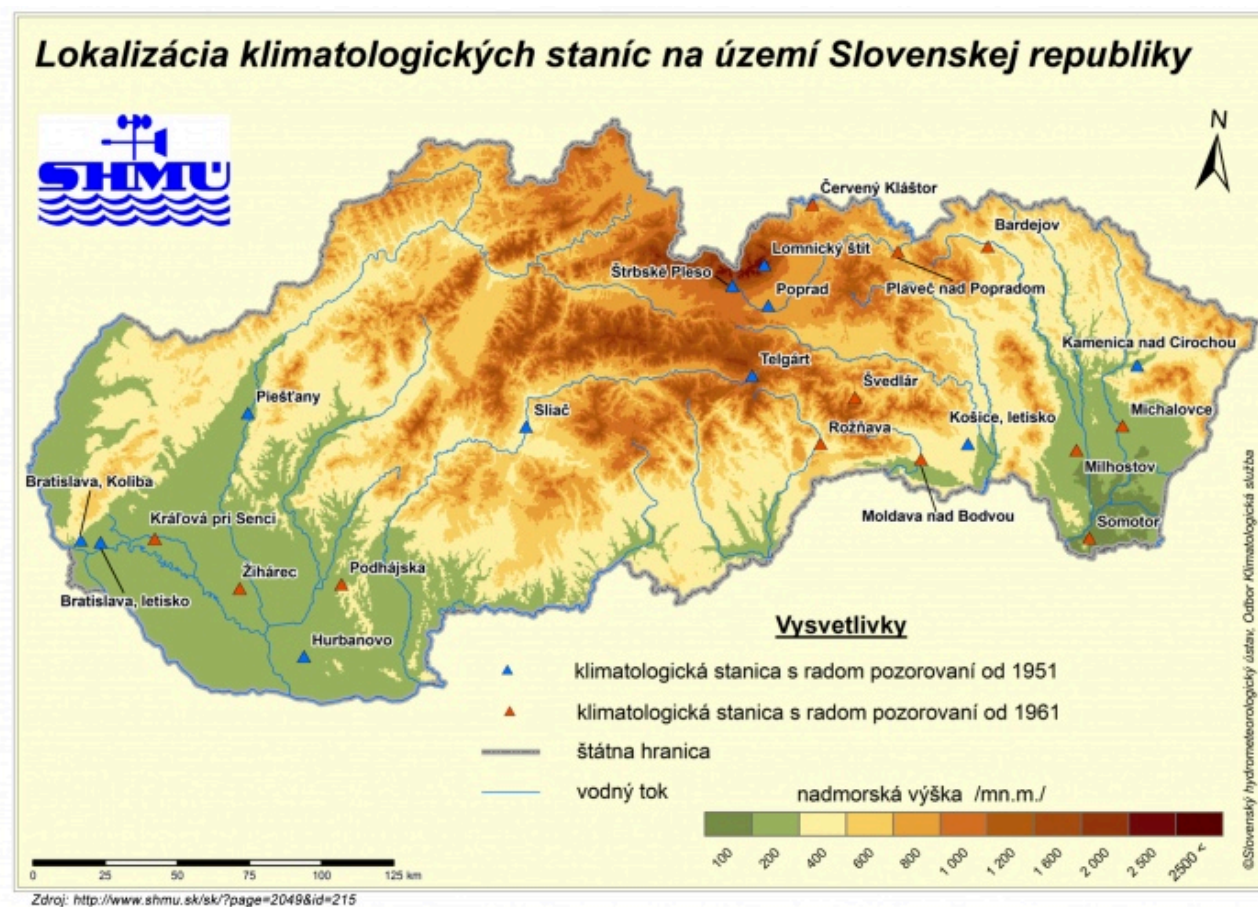 Lokalizácia klimatologických staníc na území Slovenskej republiky
SHMÚ
N
Červený Kláštor
Bardejov
Lomnický štít
Štrbské Pleso
Poprad
Plaveč nad Popradom
Kamenica nad Cirochou
Telgárt
Švedlár
Piešťany
Sliač
Michalovce
Košice, letisko
Rožňava
Bratislava, Koliba
Milhostov
Kráľová pri Senci
Moldava nad Bodvou
Somotor
Žihárec
Podhájska
Bratislava, letisko
Hurbanovo
Vysvetlivky
klimatologická stanica s radom pozorovaní od 1951
klimatologická stanica s radom pozorovaní od 1961
štátna hranica
vodný tok
nadmorská výška /mn.m./
100 200 400 600 800 1 000 1 200 1 600 2 000 2 500 2500 <
0 25 50 75 100 125 km
©Slovenský hydrometeorologický ústav, Odbor Klimatologická služba
Zdroj: http://www.shmu.sk/sk/?page=2049&id=215